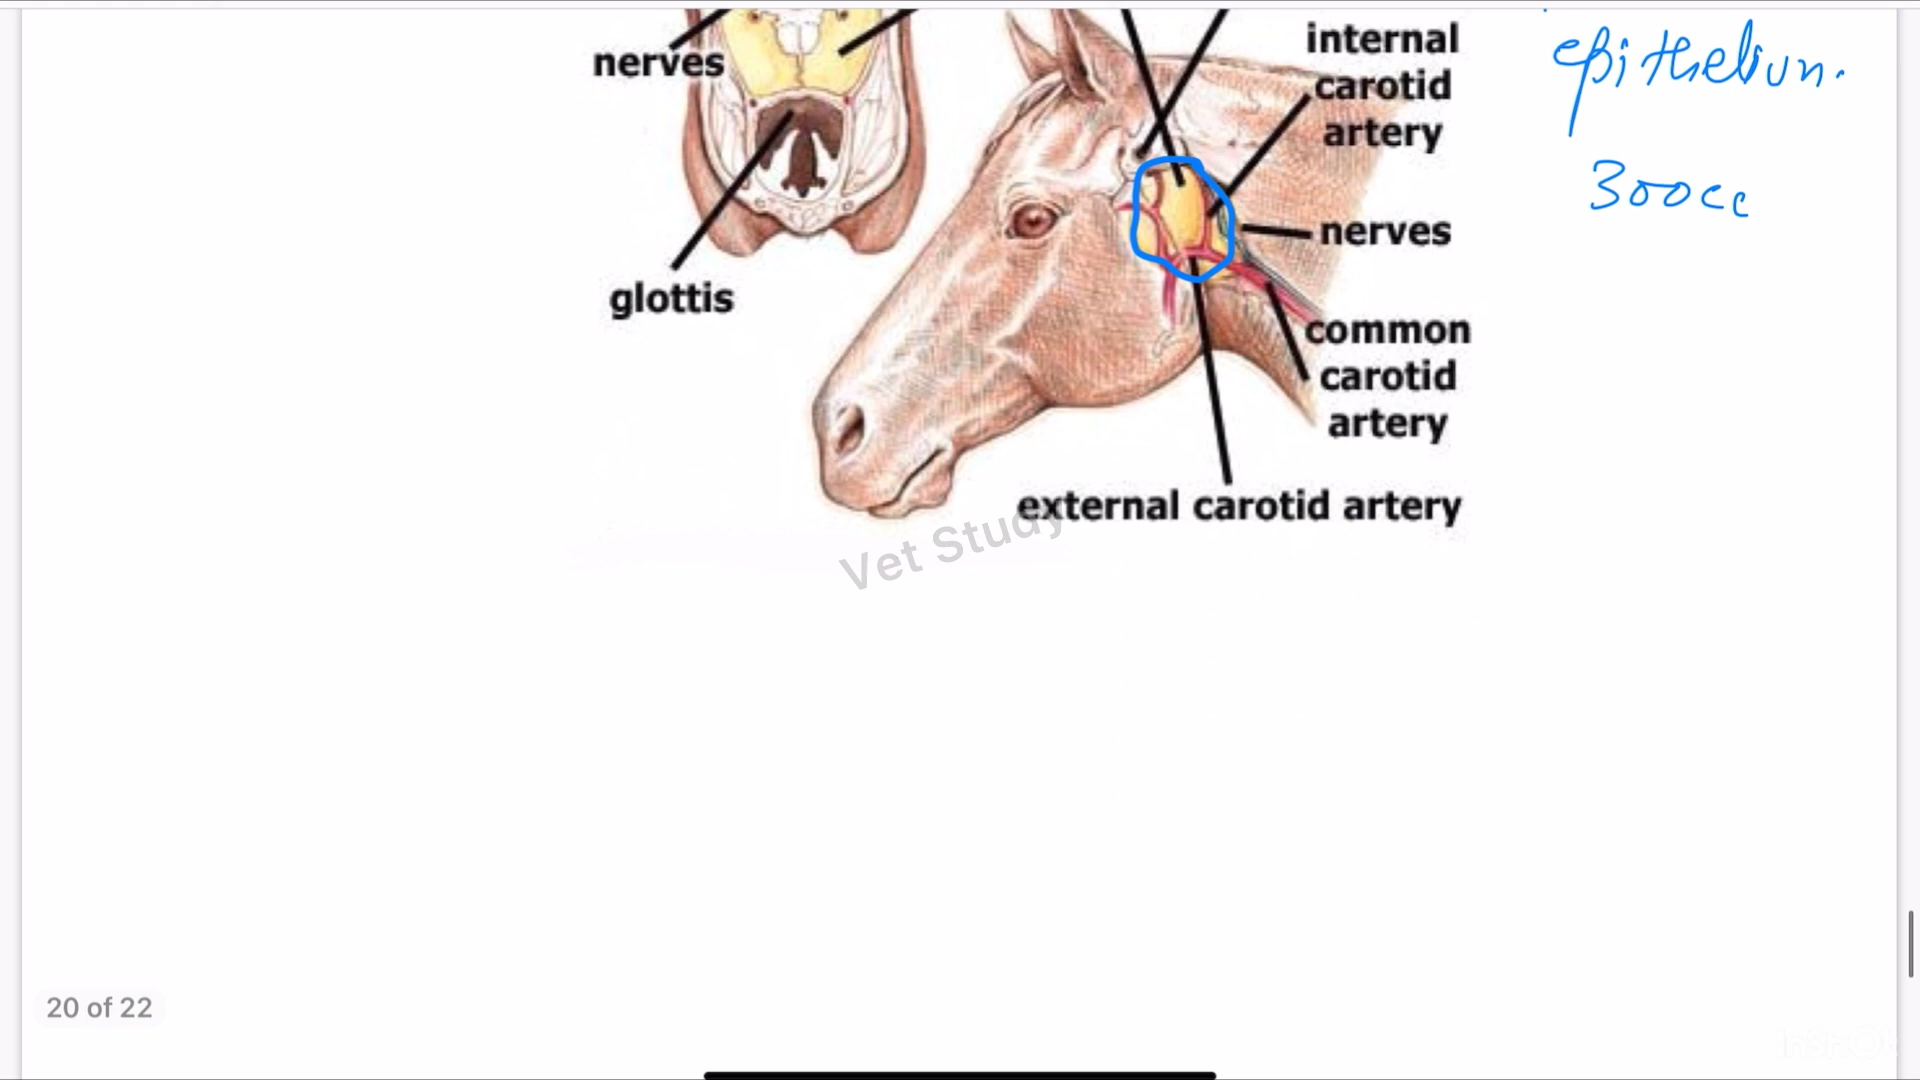 nerves
glottis
internal
carotid
artery
nerves
common
carotid
artery
external carotid artery
epithelium.
300cc
Vet Study
20 of 22